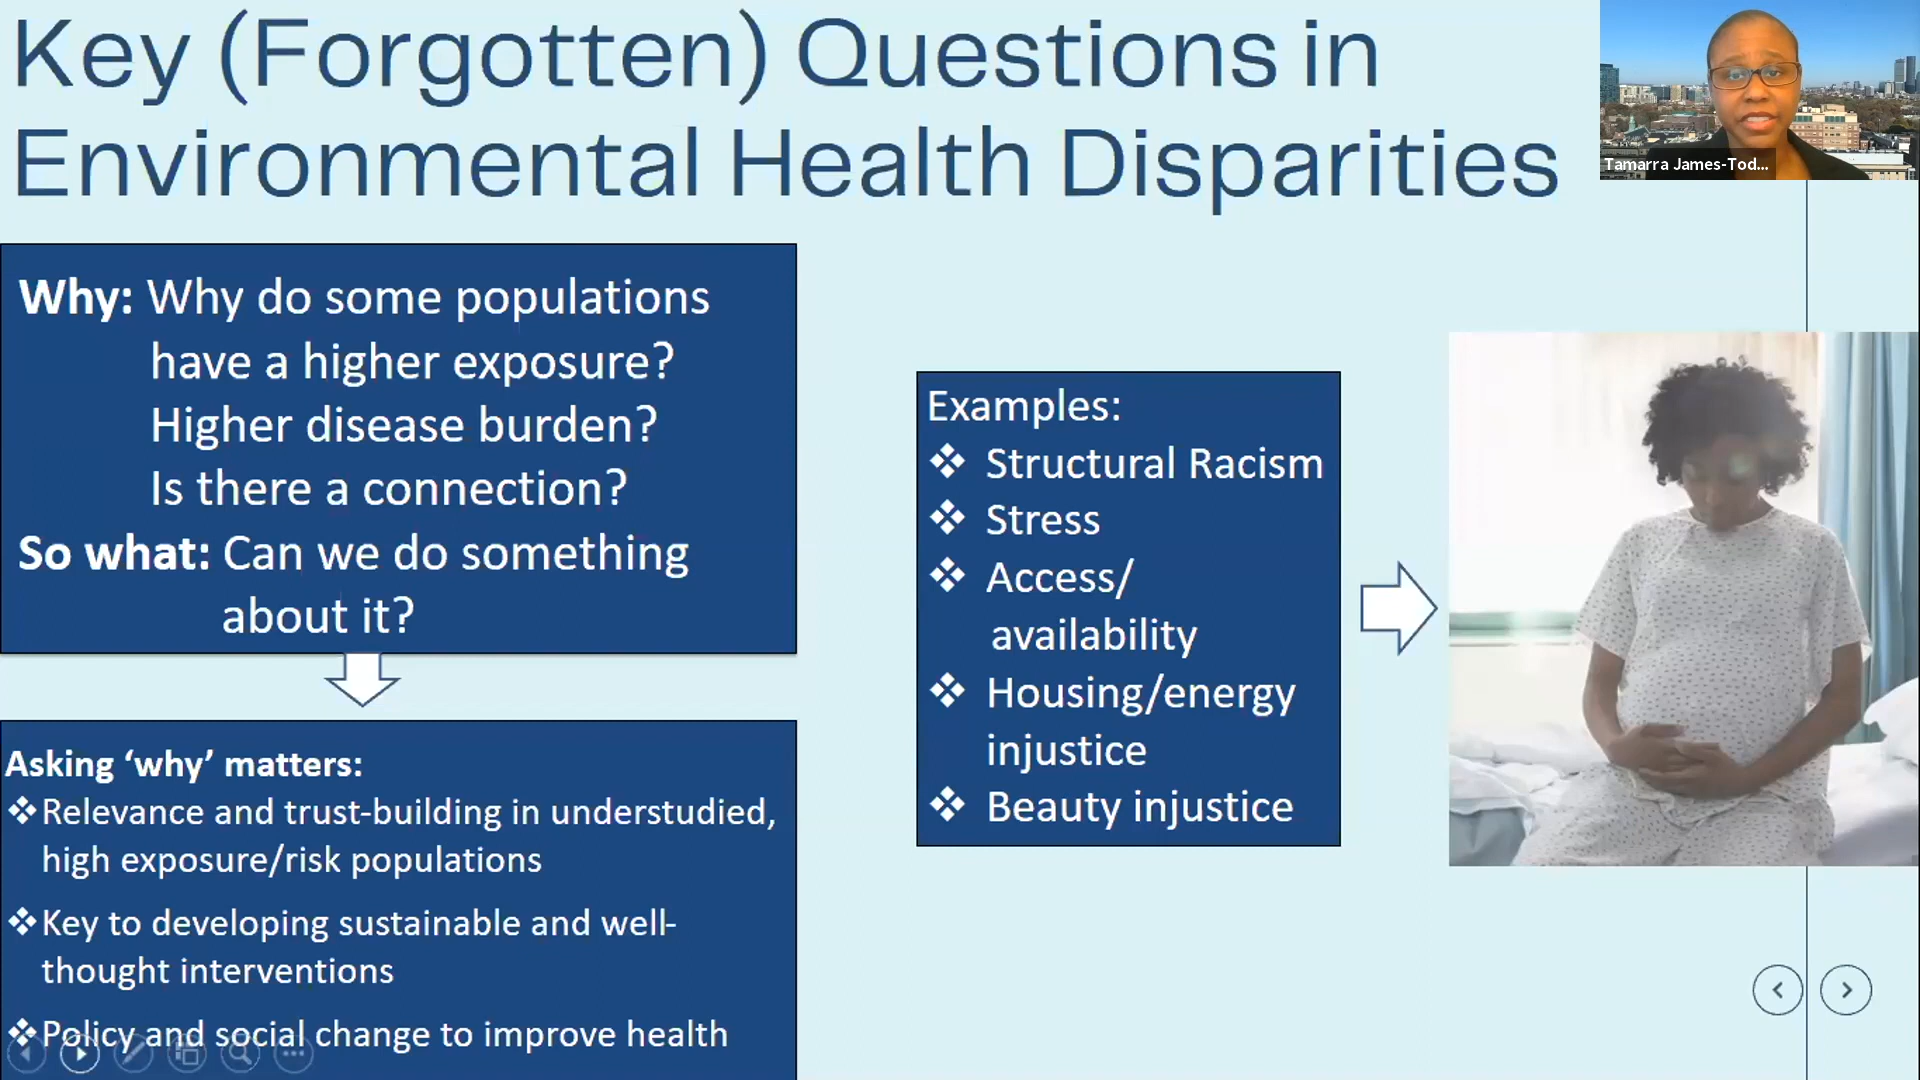 Key (Forgotten) Questions in
Environmental Health Disparities
Tamarra James-Tod...
Why: Why do some populations
have a higher exposure?
Higher disease burden?
Is there a connection?
So what: Can we do something
about it?
Asking ‘why’ matters:
❖Relevance and trust-building in understudied,
high exposure/risk populations
❖Key to developing sustainable and well-
thought interventions
❖Policy and social change to improve health
Examples:
❖ Structural Racism
❖ Stress
❖ Access/
availability
❖ Housing/energy
injustice
❖ Beauty injustice